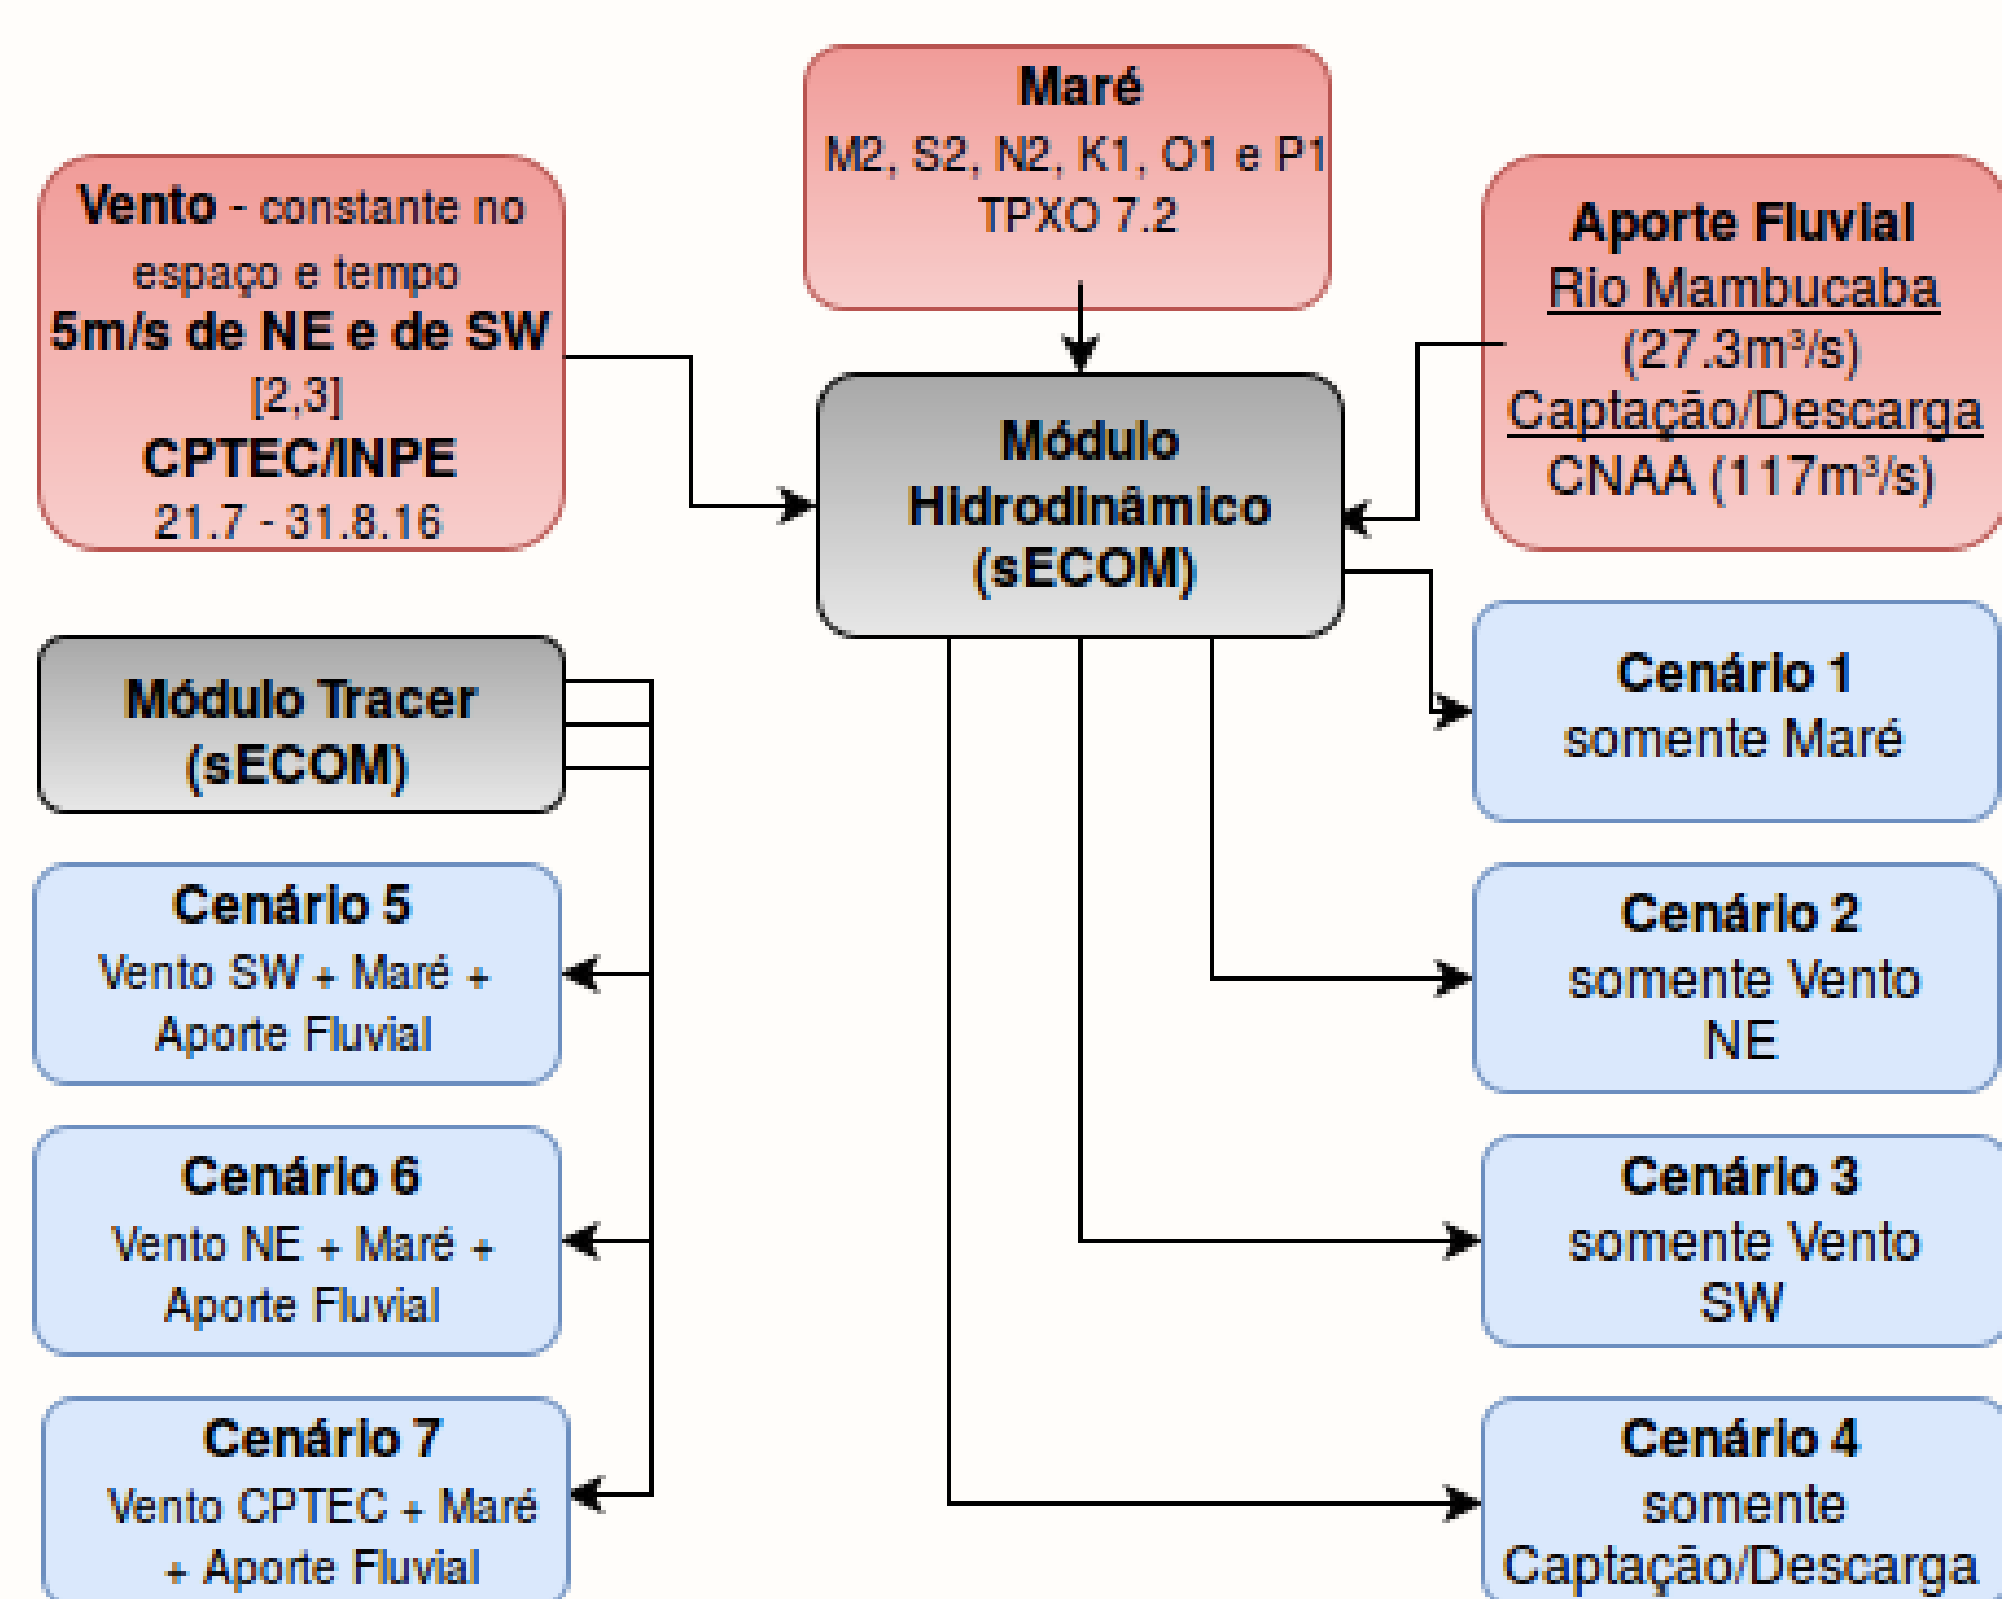 Maré
M2, S2, N2, K1, O1 e P1
TPXO 7.2
Vento - constante no
espaço e tempo
5m/s de NE e de SW
[2,3]
CPTEC/INPE
21.7 - 31.8.16
Aporte Fluvial
Rio Mambucaba
(27.3m³/s)
Captação/Descarga
CNAA (117m³/s)
Módulo
Hidrodinâmico
(sECOM)
Módulo Tracer
(sECOM)
Cenário 1
somente Maré
Cenário 2
somente Vento
NE
Cenário 3
somente Vento
SW
Cenário 4
somente
Captação/Descarga
Cenário 5
Vento SW + Maré +
Aporte Fluvial
Cenário 6
Vento NE + Maré +
Aporte Fluvial
Cenário 7
Vento CPTEC + Maré
+ Aporte Fluvial